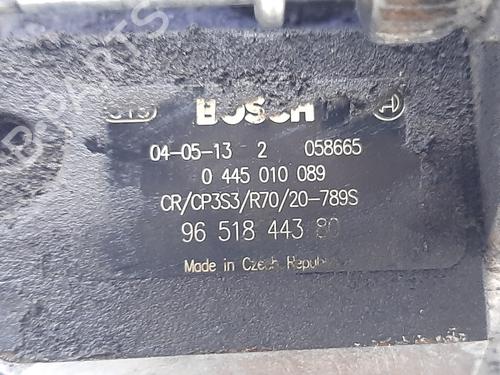 CTS BOSCH
04-05-13 2 058665
0 445 010 089
CR/CP3S3/R70/20-789S
96 518 443 80
Made in Czech Republic